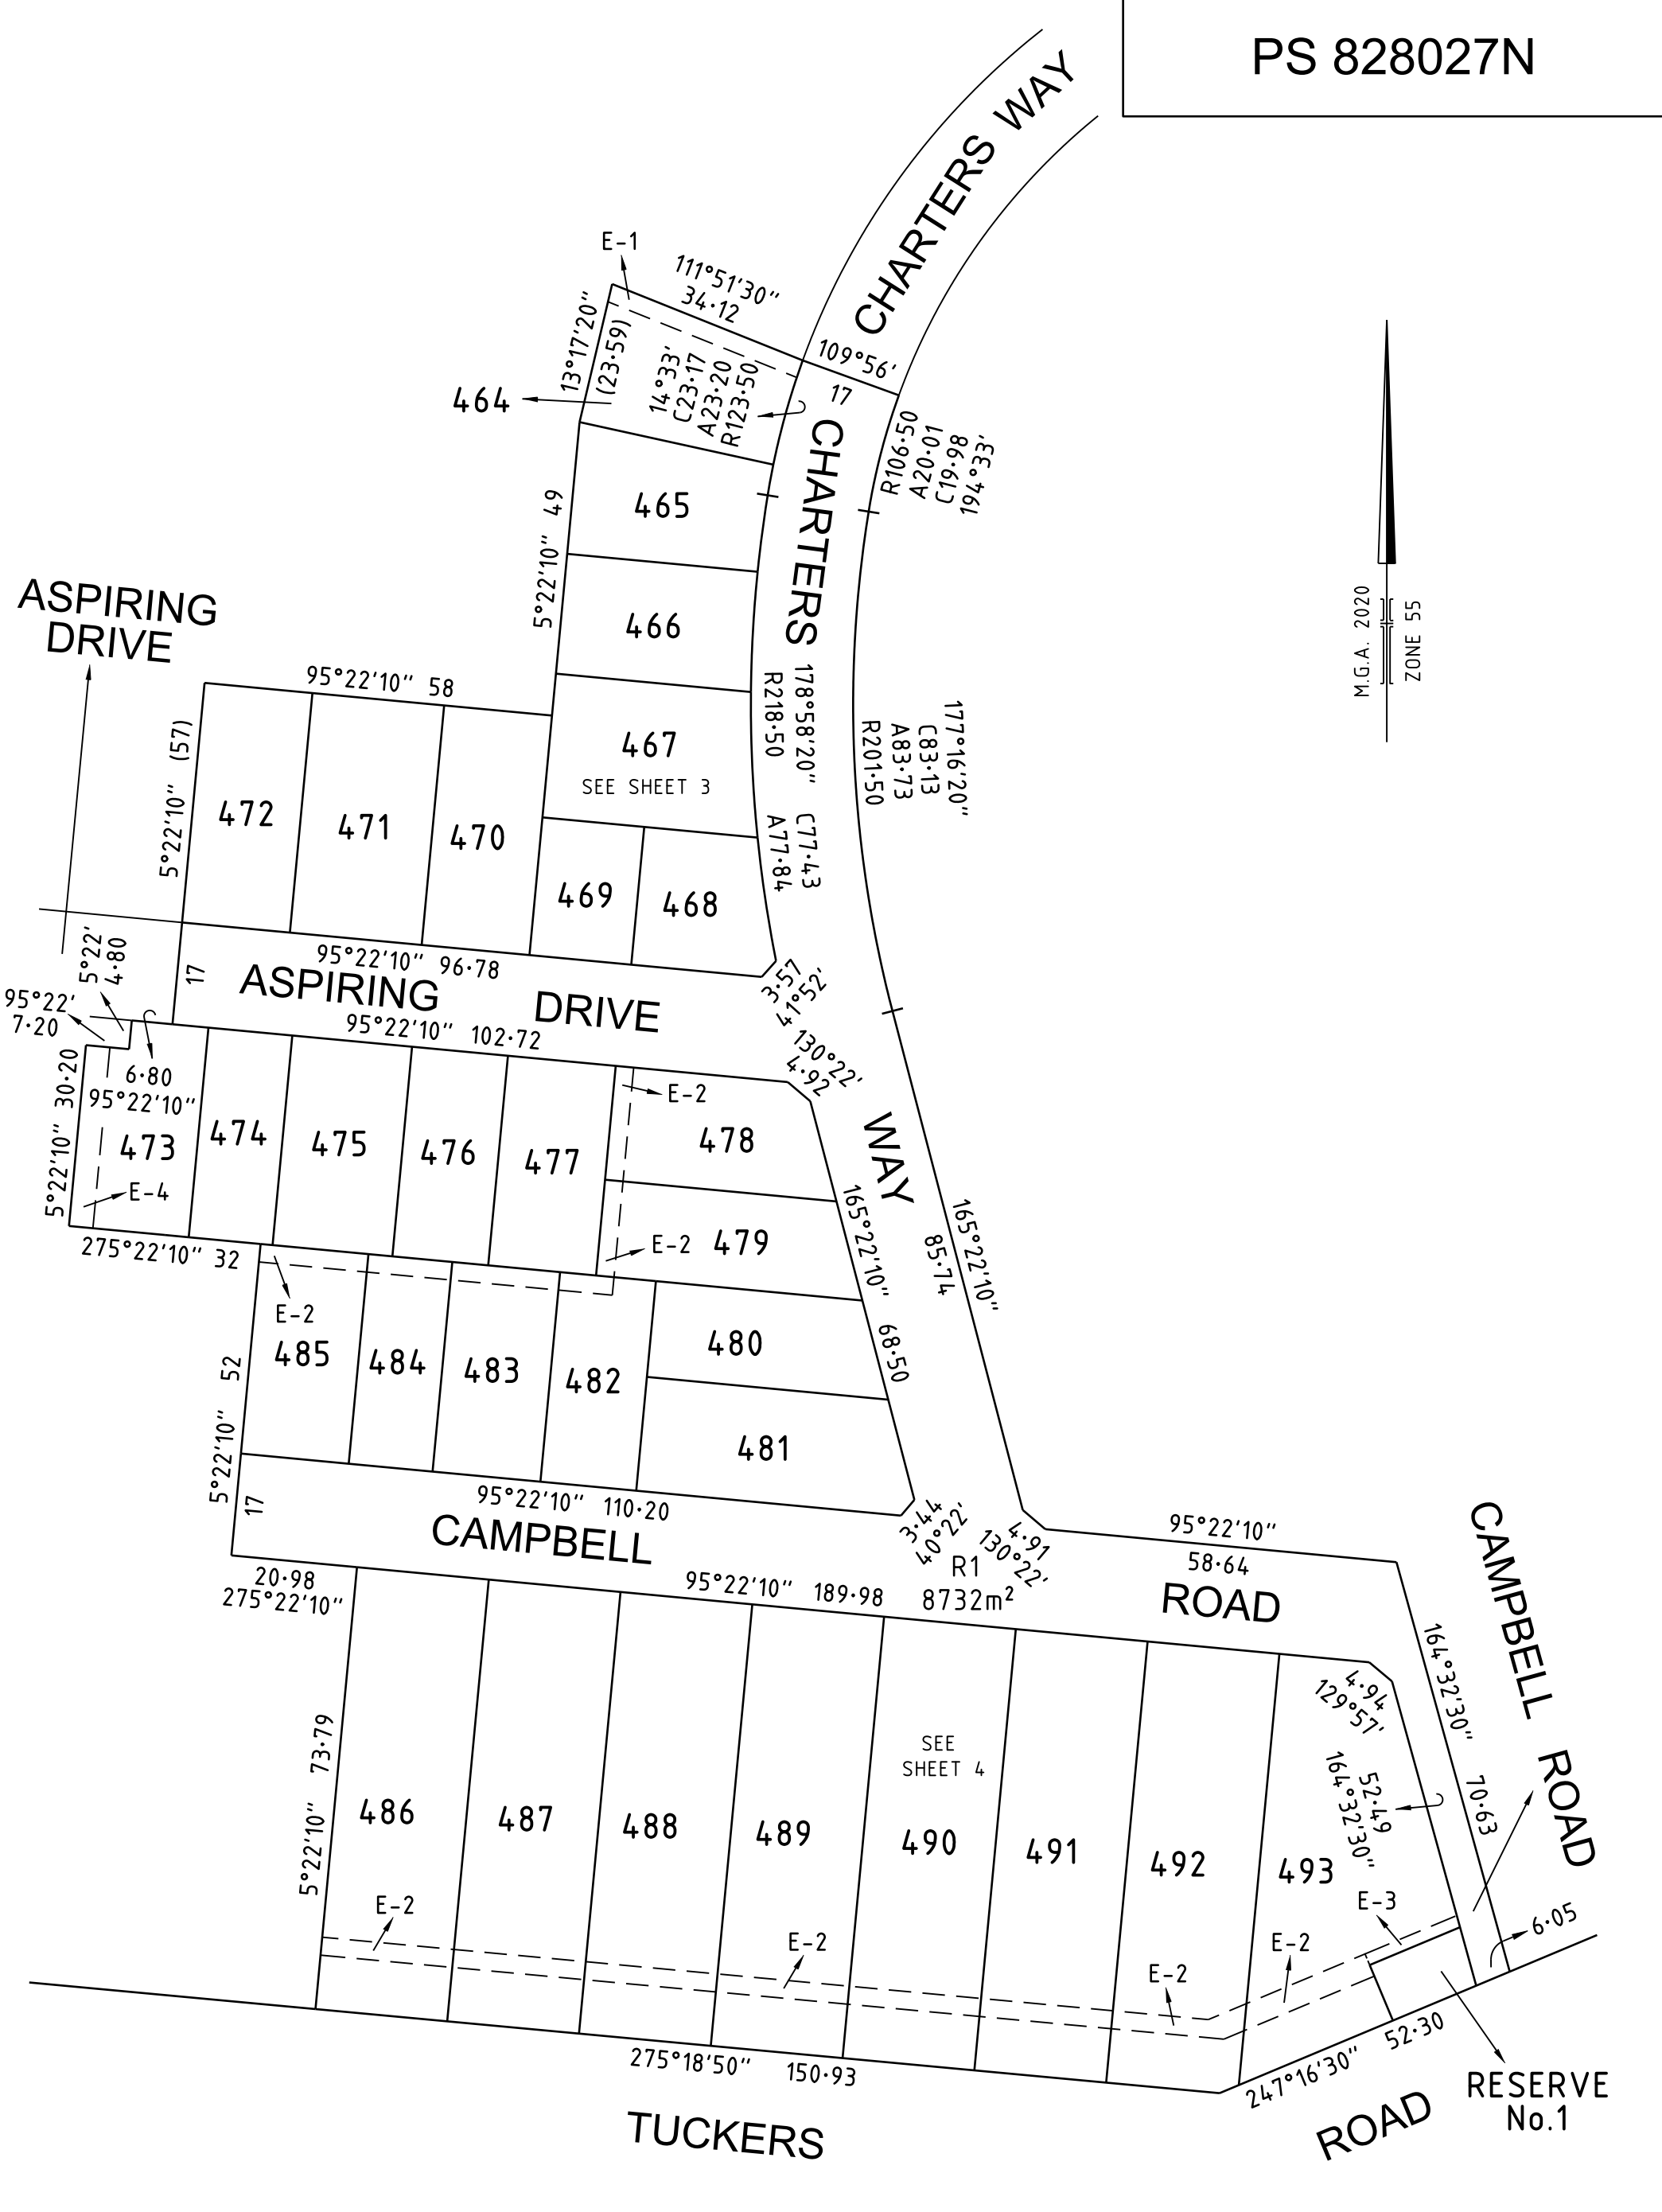 PS 828027N
CHARTERS WAY
E-1
111°51'30"
34·12
13°17'20"
(23·59)
109°56'
17
464
14°33'
C23·17
A23·20
R123·50
R106·50
A20·01
C19·98
194°33'
CHARTERS
465
5°22'10" 49
466
M.G.A. 2020
ZONE 55
ASPIRING
DRIVE
95°22'10" 58
467
SEE SHEET 3
178°58'20" C77·43
R218·50 A77·84
177°16'20"
C83·13
A83·73
R201·50
5°22'10" (57)
472
471
470
469
468
95°22'10" 96·78
5°22'
4·80
17
ASPIRING DRIVE
3·57
41°52'
95°22'
7·20
95°22'10" 102·72
130°22'
4·92
6·80
95°22'10"
5°22'10" 30·20
E-2
473
474
475
476
477
478
WAY
E-4
E-2
479
165°22'10" 68·50
165°22'10"
85·74
275°22'10" 32
E-2
485
484
483
482
480
481
5°22'10" 52
17
95°22'10" 110·20
CAMPBELL
3·44
40°22'
4·91
130°22'
95°22'10"
58·64
R1
8732m²
ROAD
CAMPBELL ROAD
20·98
275°22'10"
95°22'10" 189·98
4·94
129°57'
164°32'30" 70·63
52·49
164°32'30"
SEE
SHEET 4
5°22'10" 73·79
486
487
488
489
490
491
492
493
E-2
E-2
E-2
E-2
E-3
6·05
275°18'50" 150·93
247°16'30" 52·30
RESERVE
No.1
TUCKERS ROAD